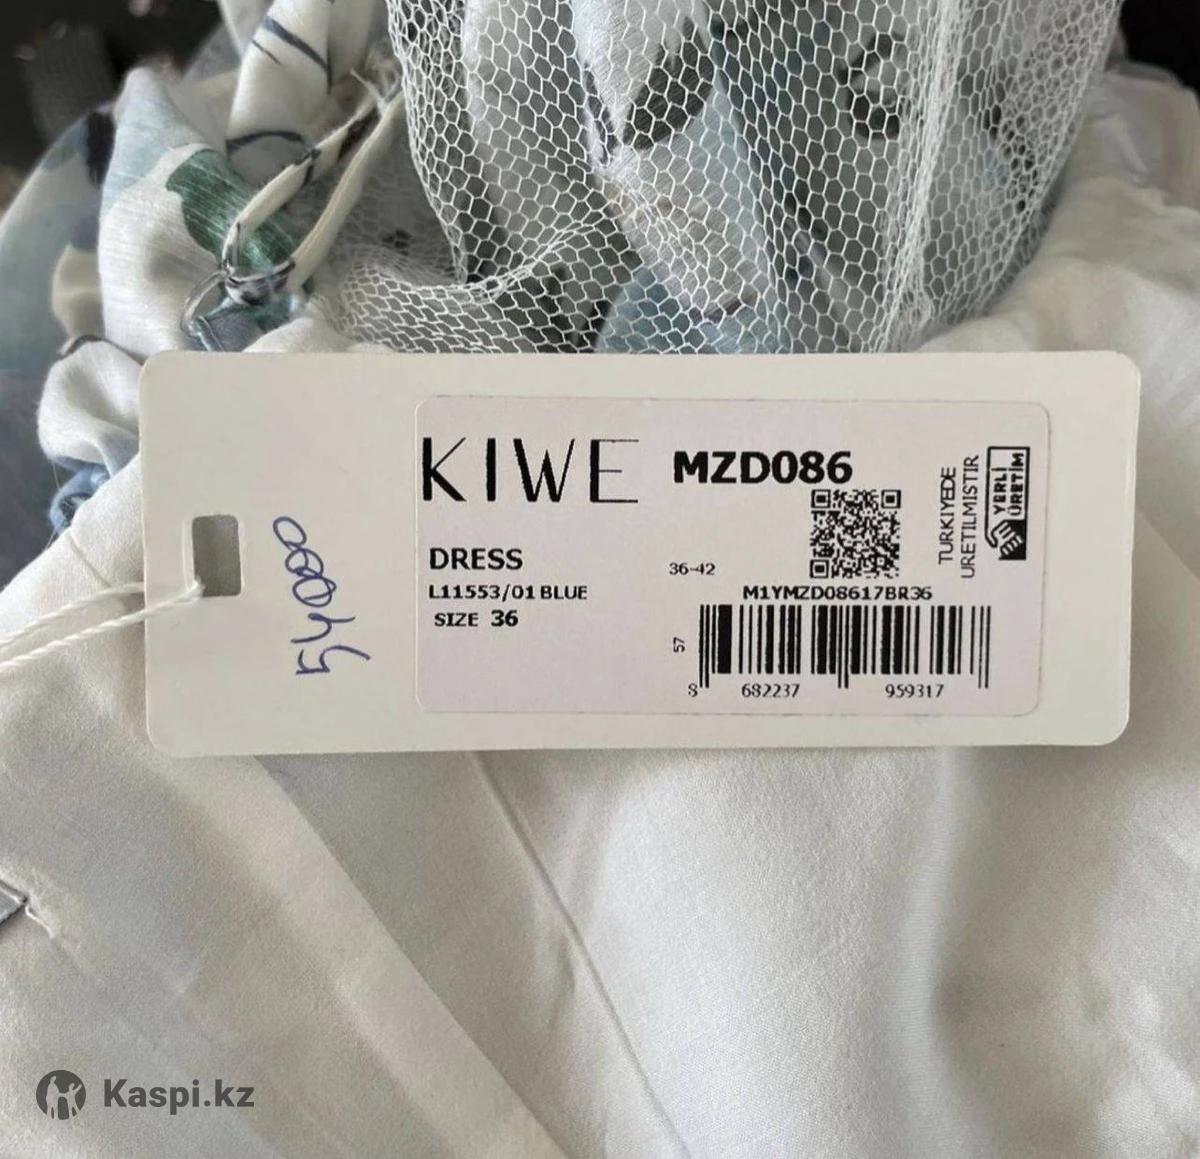 KIWE
MZD086
DRESS
L11553/01 BLUE
SIZE 36
36-42
TURKIYEDE
URETILMISTIR
YERLİ
ÜRETİM
M1YMZD08617BR36
57
8 682237 959317
54000
Kaspi.kz